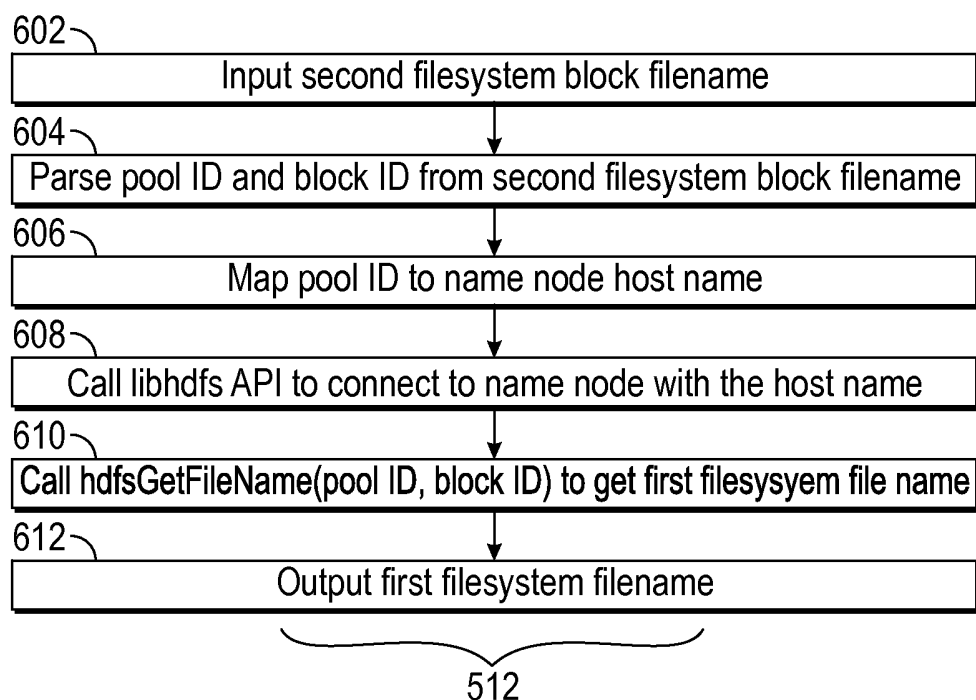 602
Input second filesystem block filename
604
Parse pool ID and block ID from second filesystem block filename
606
Map pool ID to name node host name
608
Call libhdfs API to connect to name node with the host name
610
Call hdfsGetFileName(pool ID, block ID) to get first filesysyem file name
612
Output first filesystem filename
512